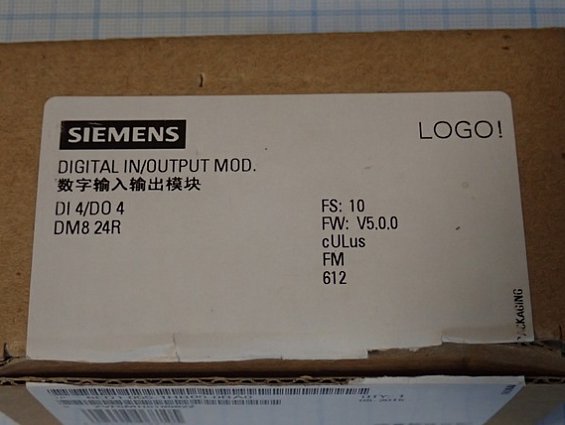 SIEMENS
LOGO!
DIGITAL IN/OUTPUT MOD.
数字输入输出模块
DI 4/DO 4
DM8 24R
FS: 10
FW: V5.0.0
cULus
FM
612